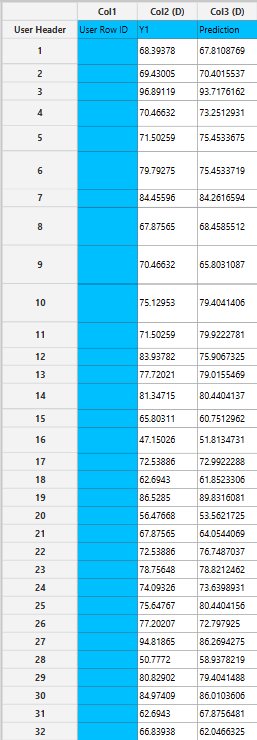 Col1 Col2 (D) Col3 (D)
User Header User Row ID Y1 Prediction
1 68.39378 67.8108769
2 69.43005 70.4015537
3 96.89119 93.7176162
4 70.46632 73.2512931
5 71.50259 75.4533675
6 79.79275 75.4533719
7 84.45596 84.2616594
8 67.87565 68.4585512
9 70.46632 65.8031087
10 75.12953 79.4041406
11 71.50259 79.9222781
12 83.93782 75.9067325
13 77.72021 79.0155469
14 81.34715 80.4404137
15 65.80311 60.7512962
16 47.15026 51.8134731
17 72.53886 72.9922288
18 62.6943 61.8523306
19 86.5285 89.8316081
20 56.47668 53.5621725
21 67.87565 64.0544069
22 72.53886 76.7487037
23 78.75648 78.8212462
24 74.09326 73.6398931
25 75.64767 80.4404156
26 77.20207 72.797925
27 94.81865 86.2694275
28 50.7772 58.9378219
29 80.82902 79.4041488
30 84.97409 86.0103606
31 62.6943 67.8756481
32 66.83938 62.0466325